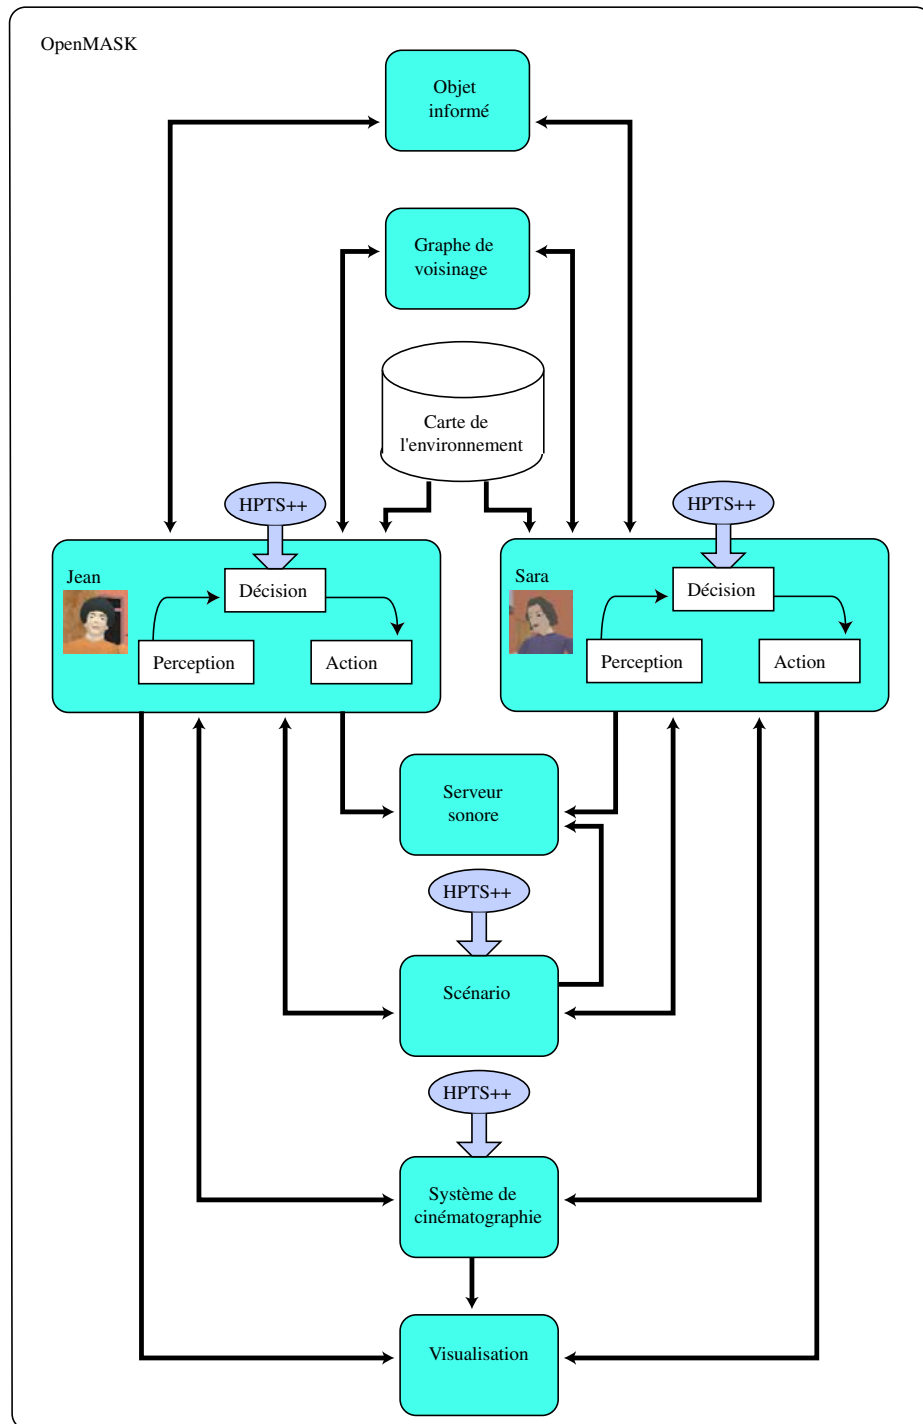 OpenMASK
Objet
informé
Graphe de
voisinage
Carte de
l'environnement
HPTS++
HPTS++
Jean
Décision
Perception
Action
Sara
Décision
Perception
Action
Serveur
sonore
HPTS++
Scénario
HPTS++
Système de
cinématographie
Visualisation